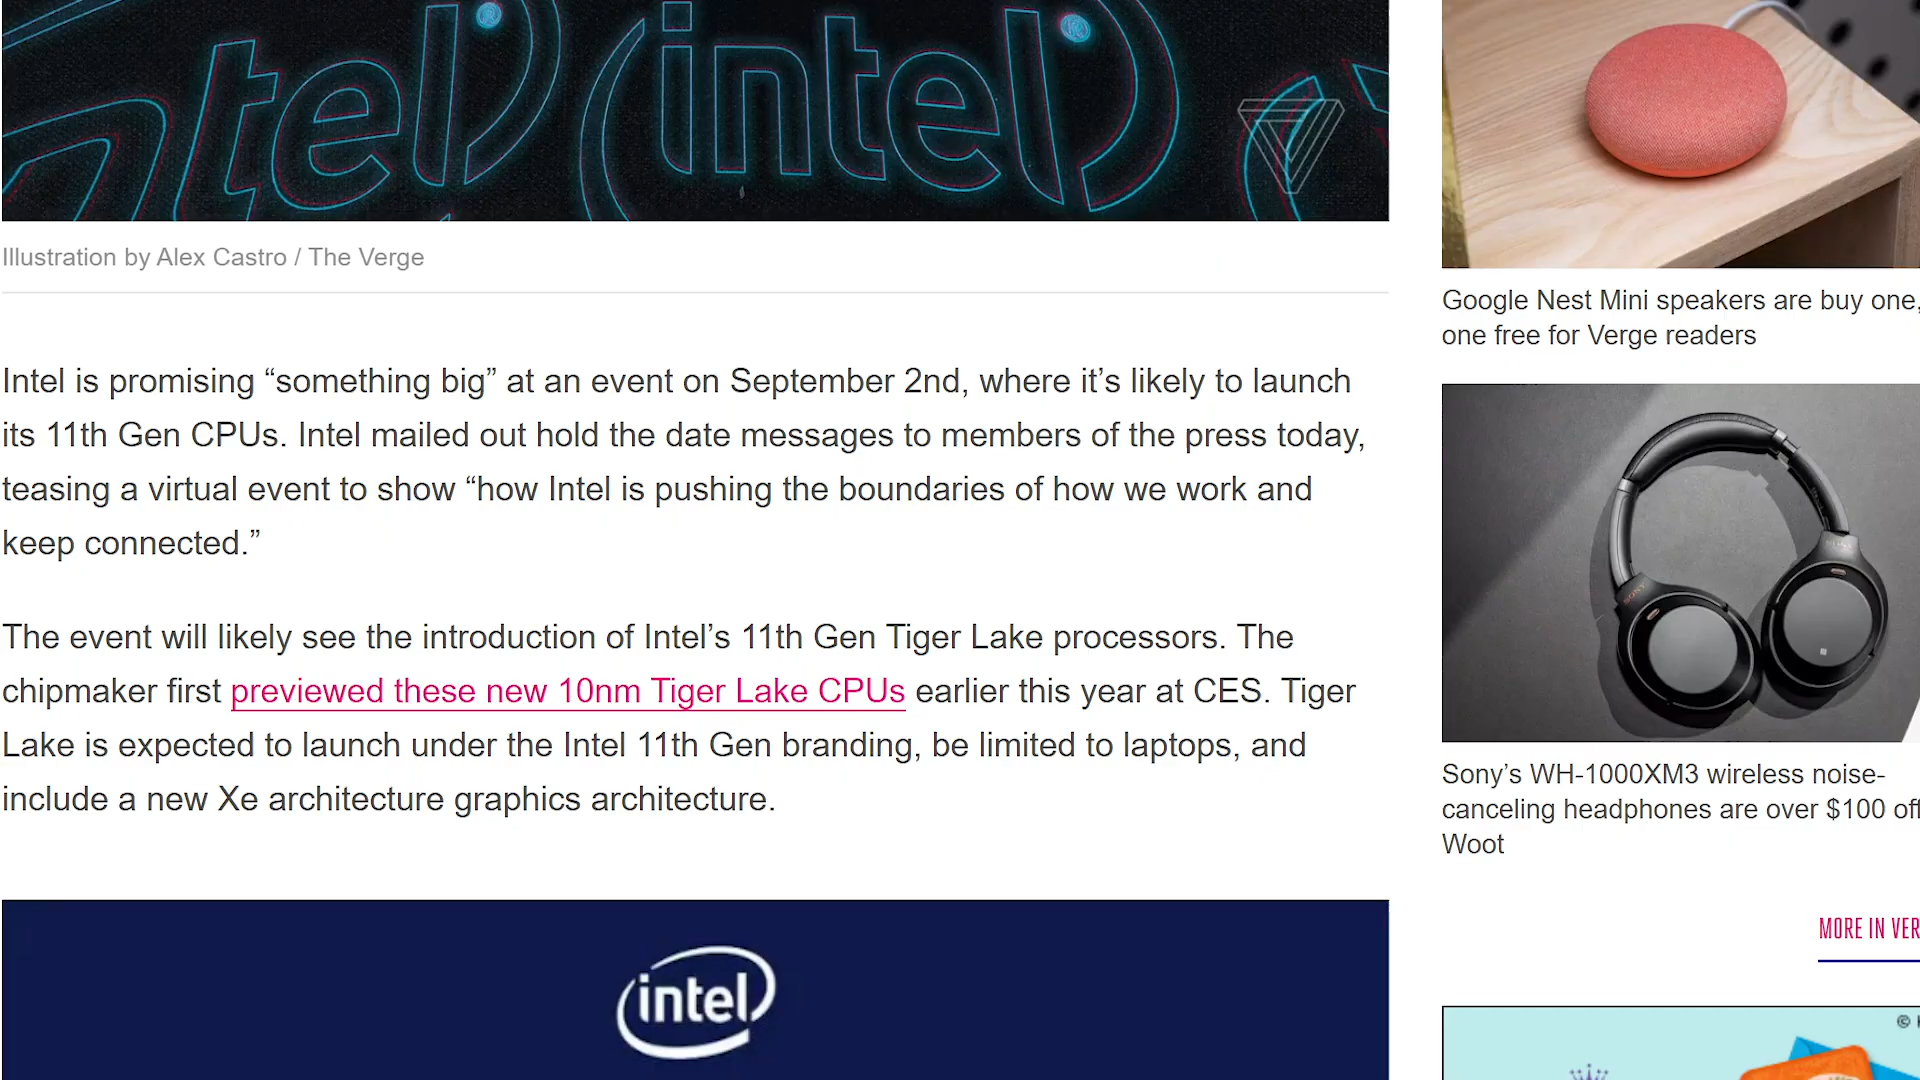 intel
intel
Illustration by Alex Castro / The Verge
Intel is promising “something big” at an event on September 2nd, where it’s likely to launch
its 11th Gen CPUs. Intel mailed out hold the date messages to members of the press today,
teasing a virtual event to show “how Intel is pushing the boundaries of how we work and
keep connected.”
The event will likely see the introduction of Intel’s 11th Gen Tiger Lake processors. The
chipmaker first previewed these new 10nm Tiger Lake CPUs earlier this year at CES. Tiger
Lake is expected to launch under the Intel 11th Gen branding, be limited to laptops, and
include a new Xe architecture graphics architecture.
intel
Google Nest Mini speakers are buy one,
one free for Verge readers
SONY
Sony’s WH-1000XM3 wireless noise-
canceling headphones are over $100 off
Woot
MORE IN VER